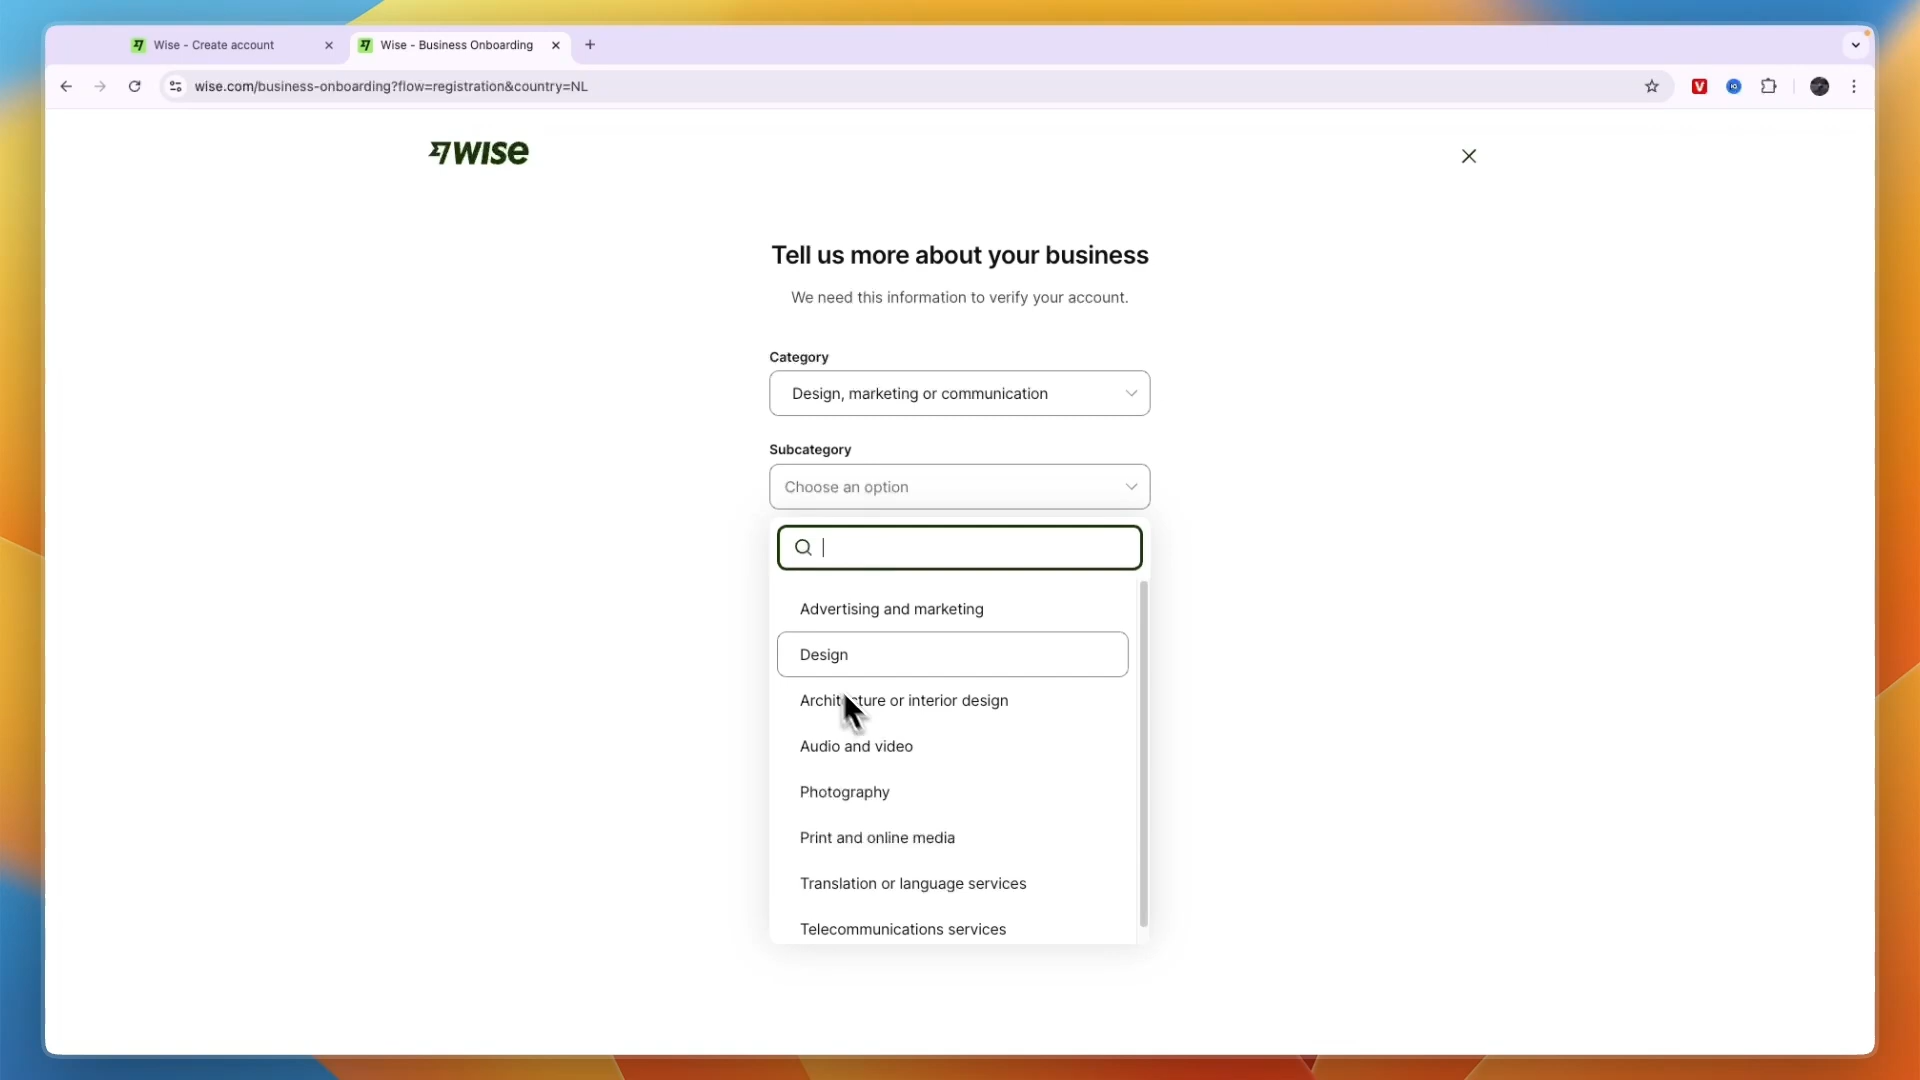 Wise - Create account
Wise - Business Onboarding
wise.com/business-onboarding?flow=registration&country=NL
WISE
Tell us more about your business
We need this information to verify your account.
Category
Design, marketing or communication
Subcategory
Choose an option
Advertising and marketing
Design
Architecture or interior design
Audio and video
Photography
Print and online media
Translation or language services
Telecommunications services